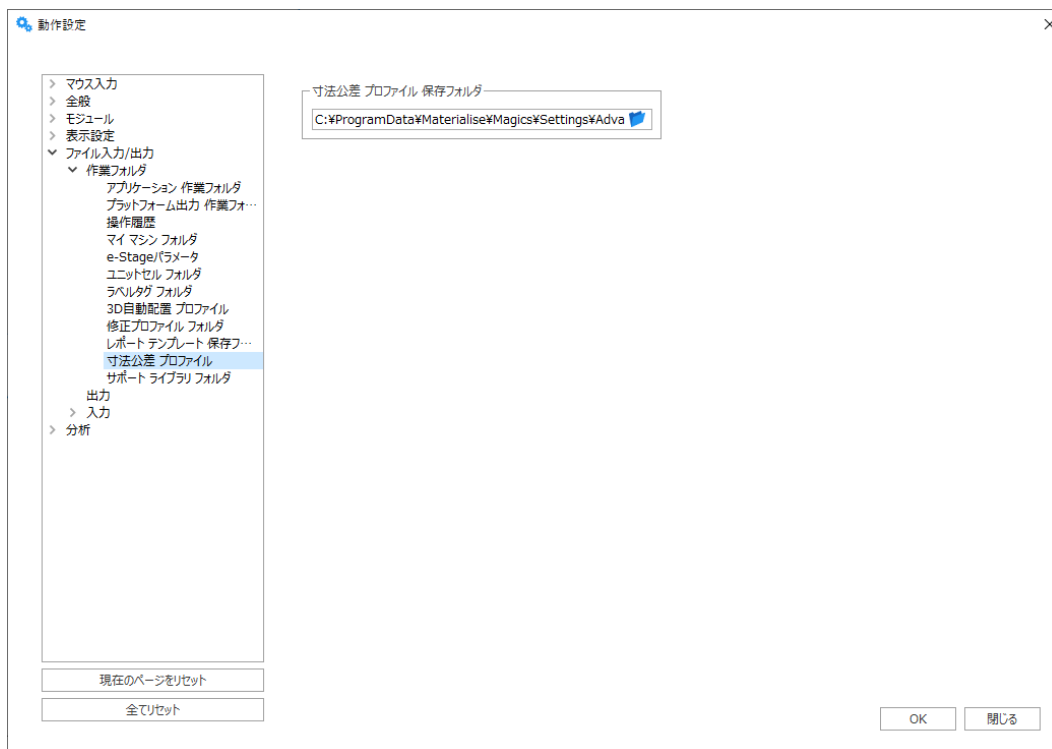 動作設定
マウス入力
全般
モジュール
表示設定
ファイル入力/出力
作業フォルダ
アプリケーション 作業フォルダ
プラットフォーム出力 作業フォ…
操作履歴
マイ マシン フォルダ
e-Stageパラメータ
ユニットセル フォルダ
ラベルタグ フォルダ
3D自動配置 プロファイル
修正プロファイル フォルダ
レポート テンプレート 保存フ…
寸法公差 プロファイル
サポート ライブラリ フォルダ
出力
入力
分析
現在のページをリセット
全てリセット
寸法公差 プロファイル 保存フォルダ
C:¥ProgramData¥Materialise¥Magics¥Settings¥Adva
OK
閉じる